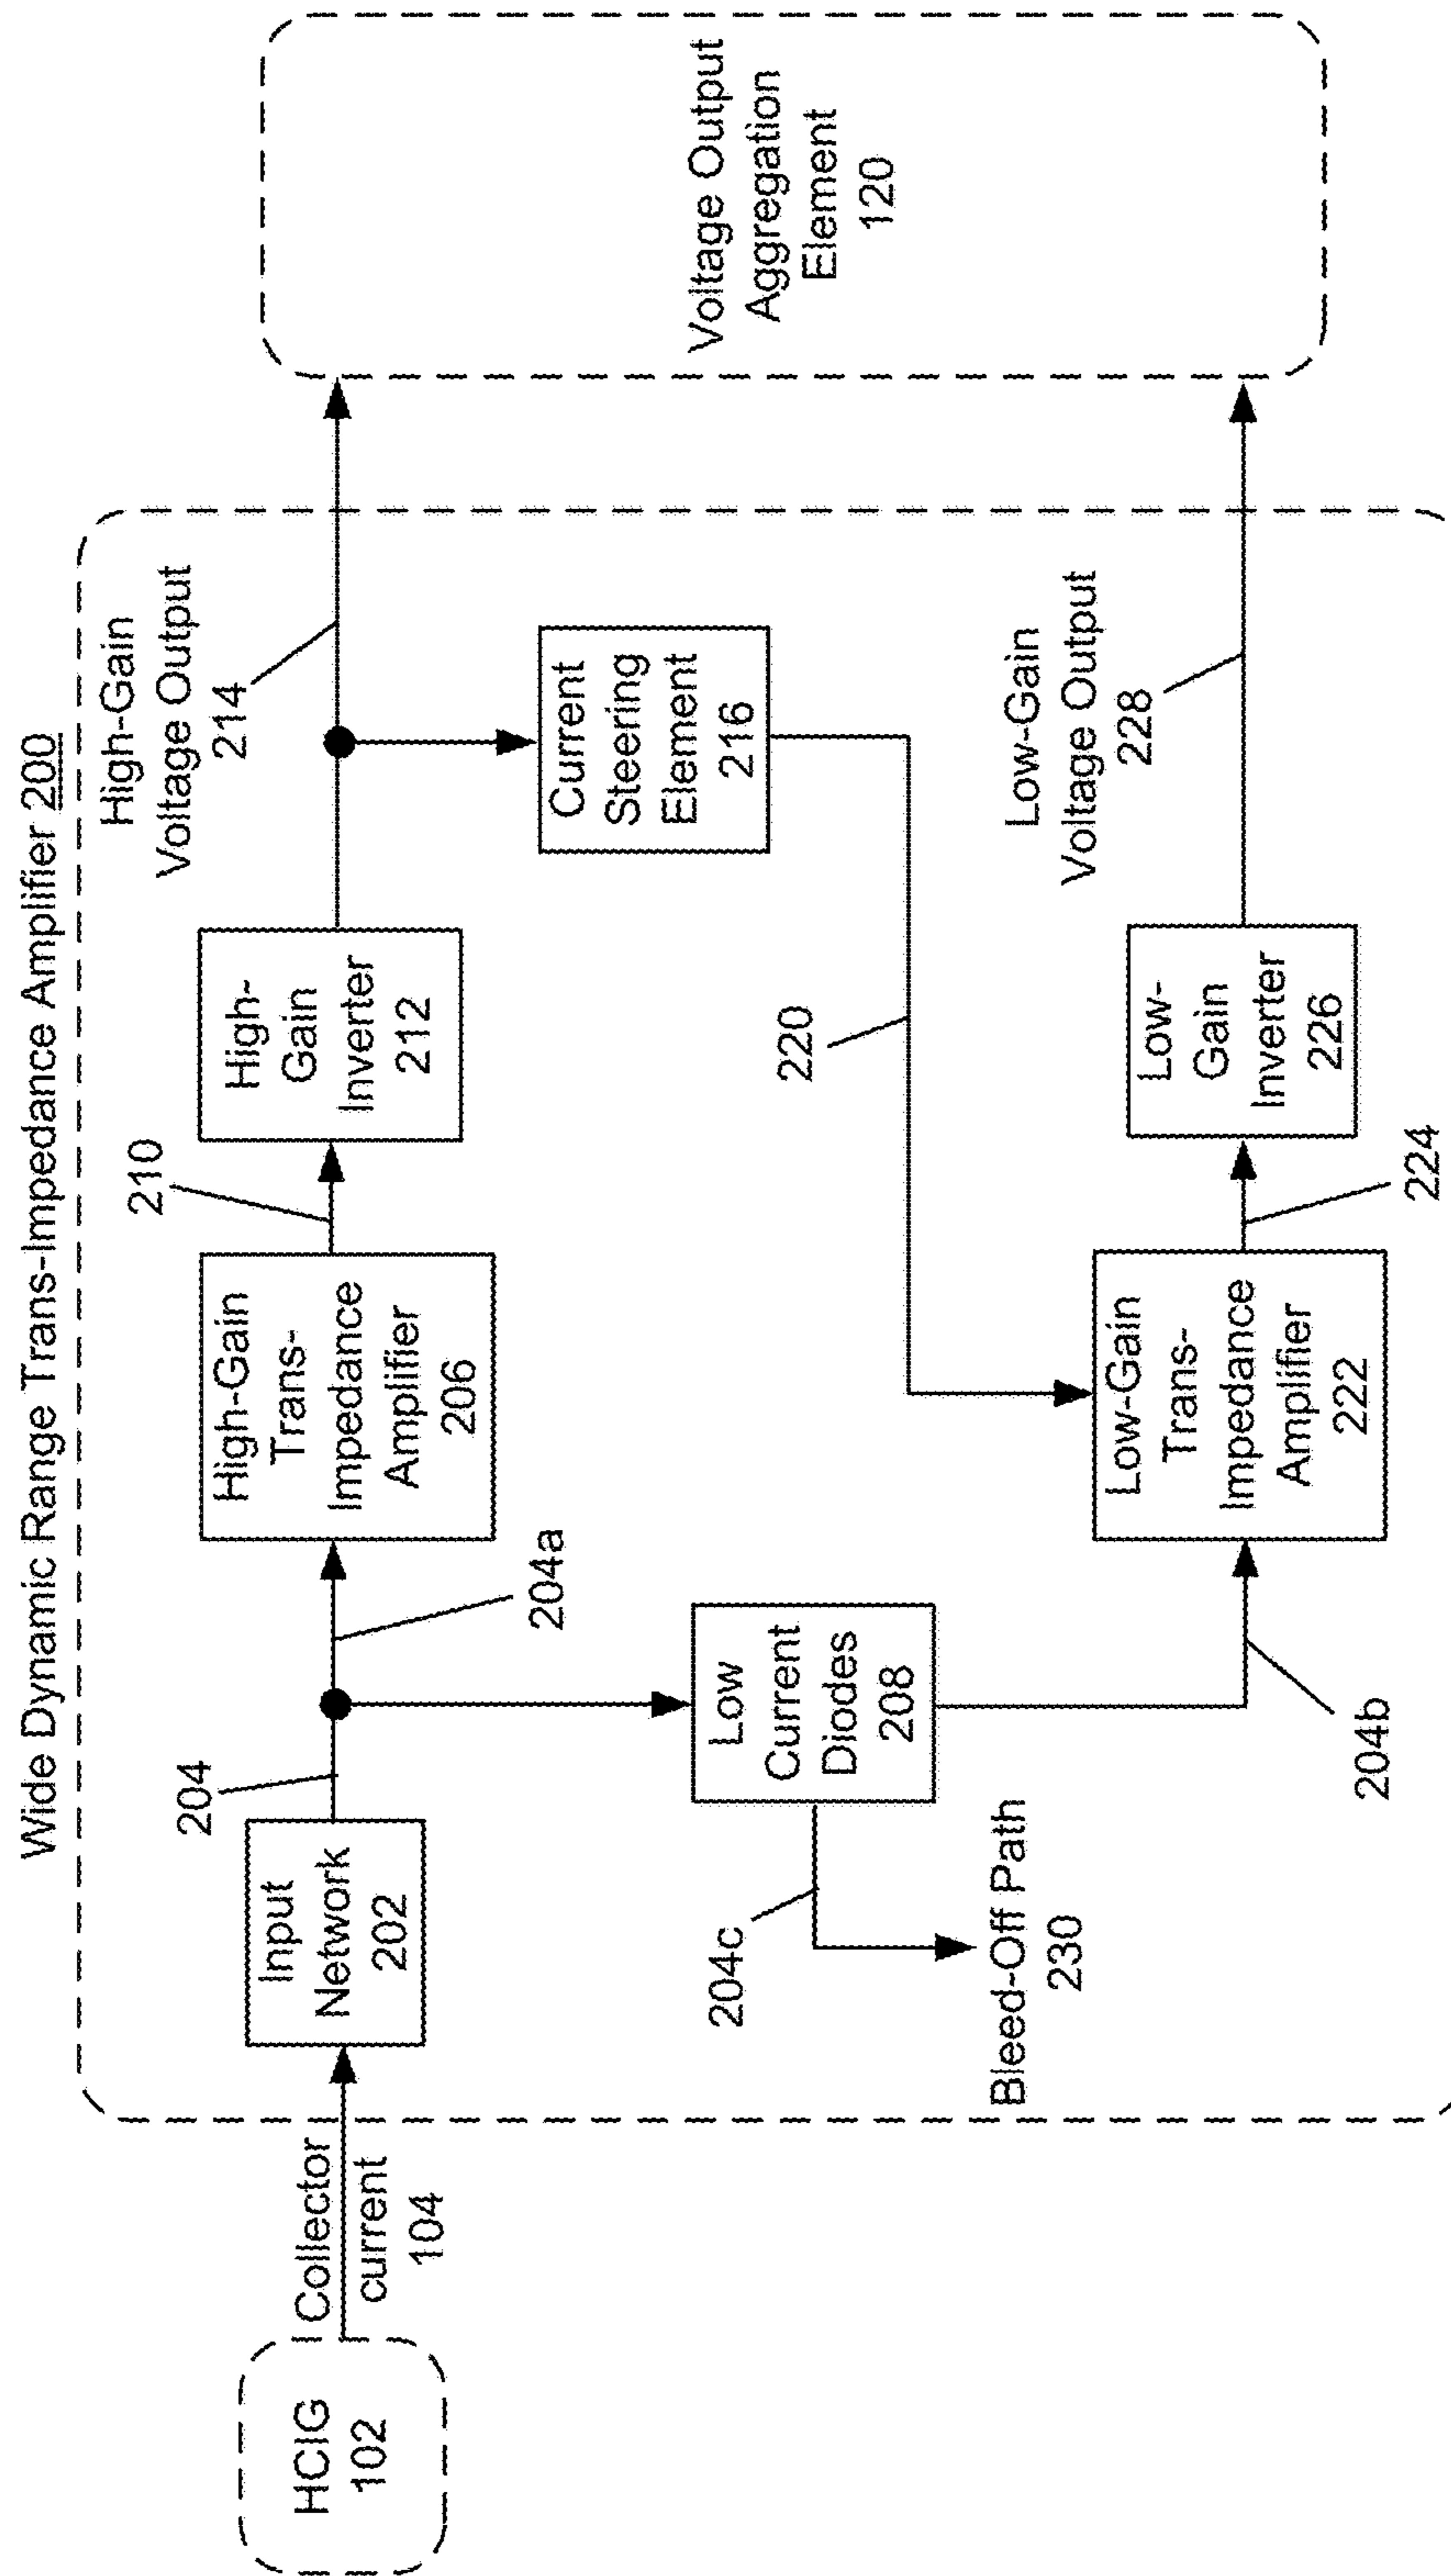 Wide Dynamic Range Trans-Impedance Amplifier 200
HCIG
102
Collector
current
104
Input
Network
202
204
204a
High-Gain
Trans-
Impedance
Amplifier
206
210
High-
Gain
Inverter
212
High-Gain
Voltage Output
214
Current
Steering
Element
216
220
Low
Current
Diodes
208
204c
Bleed-Off Path
230
204b
Low-Gain
Trans-
Impedance
Amplifier
222
224
Low-
Gain
Inverter
226
Low-Gain
Voltage Output
228
Voltage Output
Aggregation
Element
120